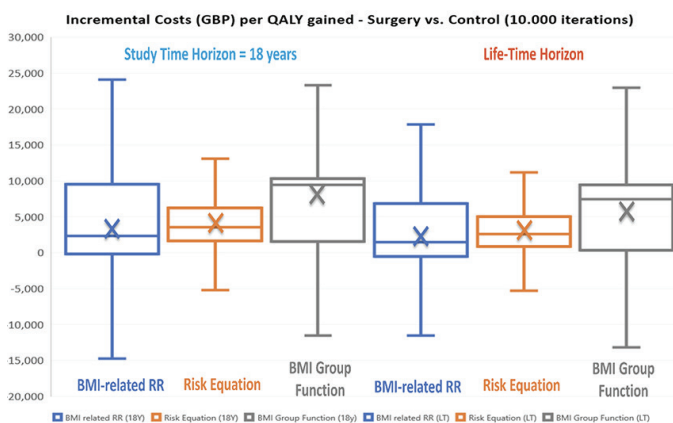 Incremental Costs (GBP) per QALY gained - Surgery vs. Control (10.000 iterations)
30,000
25,000
20,000
15,000
10,000
5,000
0
-5,000
-10,000
15,000
20,000
Study Time Horizon = 18 years
Life-Time Horizon
BMI-related RR
Risk Equation
BMI Group
Function
BMI-related RR
Risk Equation
BMI Group
Function
BMI related RR (18Y) Risk Equation (18Y) BMI Group Function (18y) BMI related RR (LT) Risk Equation (LT) BMI Group Function (LT)